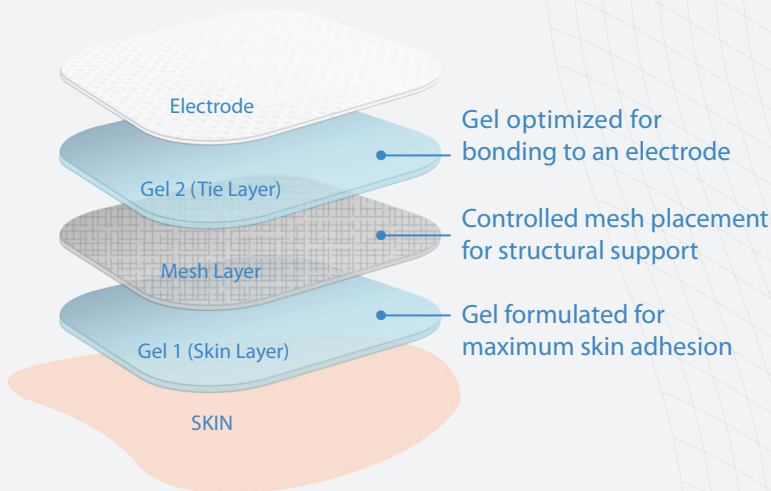 Electrode
Gel optimized for
bonding to an electrode
Gel 2 (Tie Layer)
Controlled mesh placement
for structural support
Mesh Layer
Gel formulated for
maximum skin adhesion
Gel 1 (Skin Layer)
SKIN